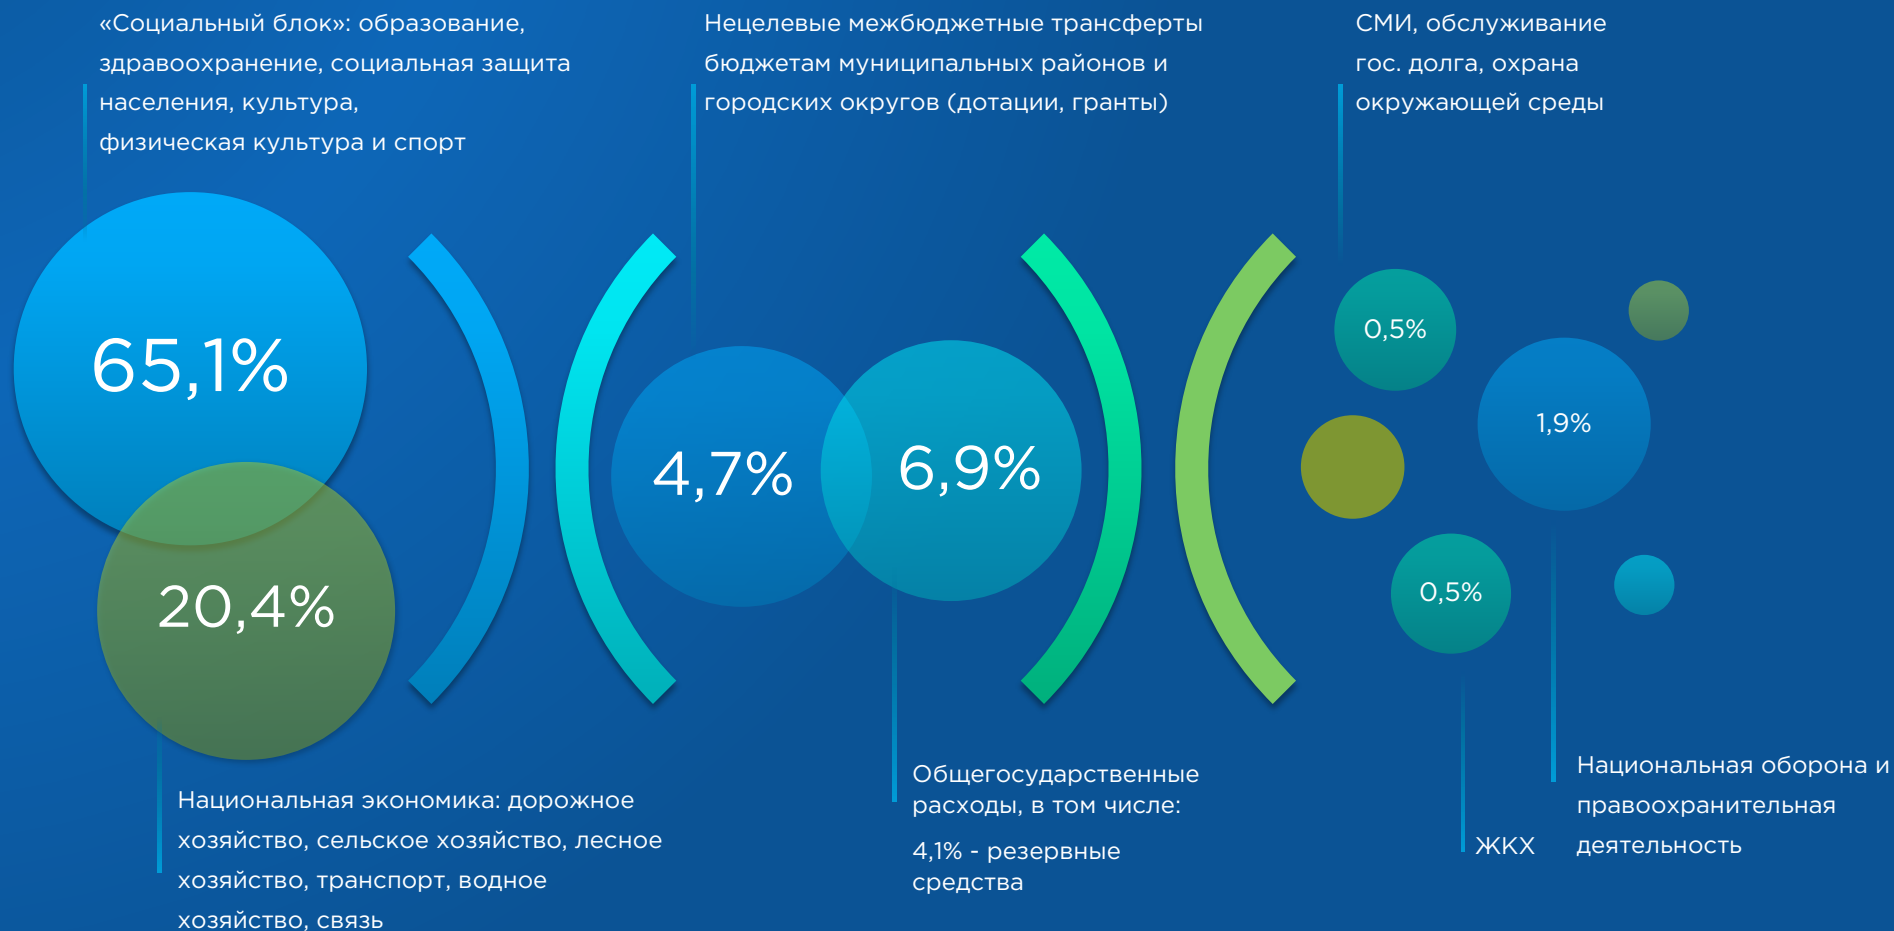 «Социальный блок»: образование,
здравоохранение, социальная защита
населения, культура,
физическая культура и спорт
Нецелевые межбюджетные трансферты
бюджетам муниципальных районов и
городских округов (дотации, гранты)
СМИ, обслуживание
гос. долга, охрана
окружающей среды
65,1%
20,4%
4,7%
6,9%
0,5%
1,9%
0,5%
Национальная экономика: дорожное
хозяйство, сельское хозяйство, лесное
хозяйство, транспорт, водное
хозяйство, связь
Общегосударственные
расходы, в том числе:
4,1% - резервные
средства
ЖКХ
Национальная оборона и
правоохранительная
деятельность